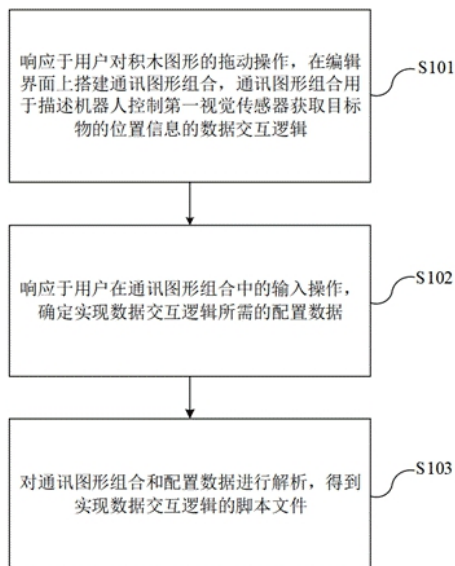 响应于用户对积木图形的拖动操作，在编辑
界面上搭建通讯图形组合，通讯图形组合用
于描述机器人控制第一视觉传感器获取目标
物的位置信息的数据交互逻辑
S101
响应于用户在通讯图形组合中的输入操作，
确定实现数据交互逻辑所需的配置数据
S102
对通讯图形组合和配置数据进行解析，得到
实现数据交互逻辑的脚本文件
S103